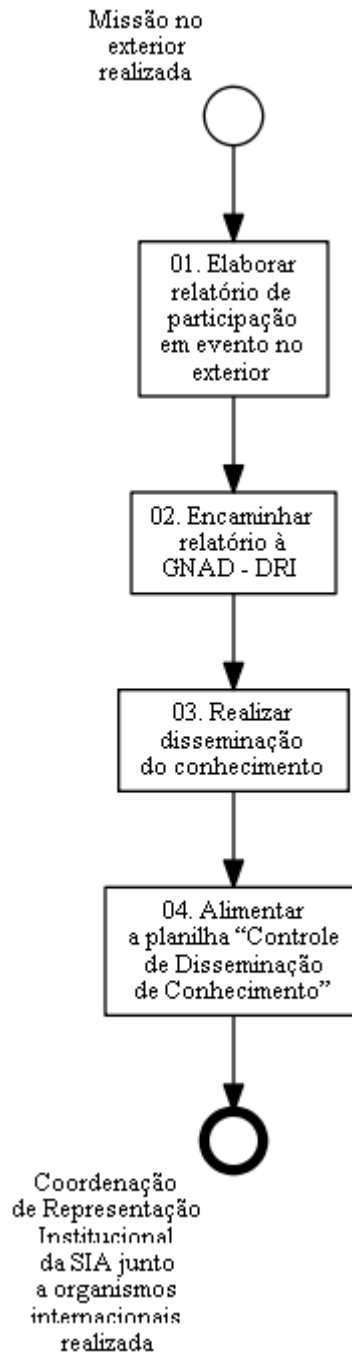 Missão no
exterior
realizada
01. Elaborar
relatório de
participação
em evento no
exterior
02. Encaminhar
relatório à
GNAD - DRI
03. Realizar
disseminação
do conhecimento
04. Alimentar
a planilha “Controle
de Disseminação
de Conhecimento”
Coordenação
de Representação
Institucional
da SIA junto
a organismos
internacionais
realizada